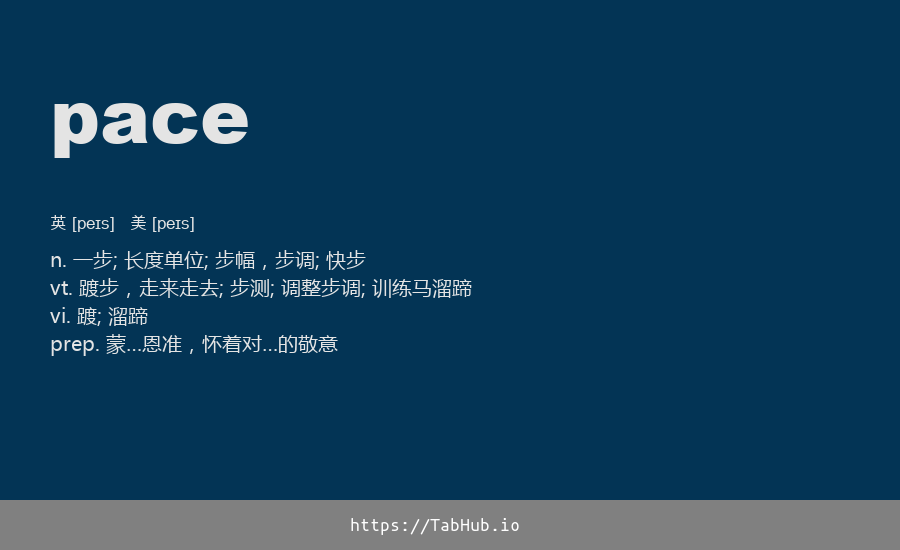 pace
英 [peɪs] 美 [peɪs]
n. 一步; 长度单位; 步幅，步调; 快步
vt. 踱步，走来走去; 步测; 调整步调; 训练马溜蹄
vi. 踱; 溜蹄
prep. 蒙…恩准，怀着对…的敬意
https://TabHub.io